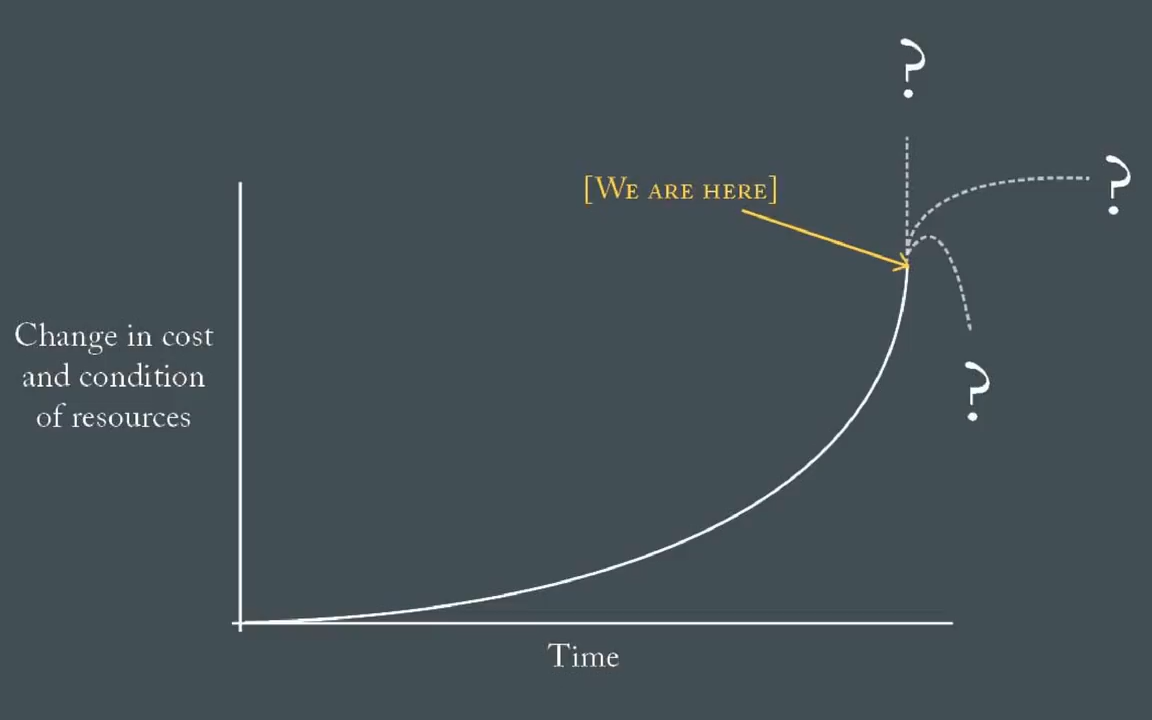 ?
?
[We are here]
Change in cost
and condition
of resources
?
Time